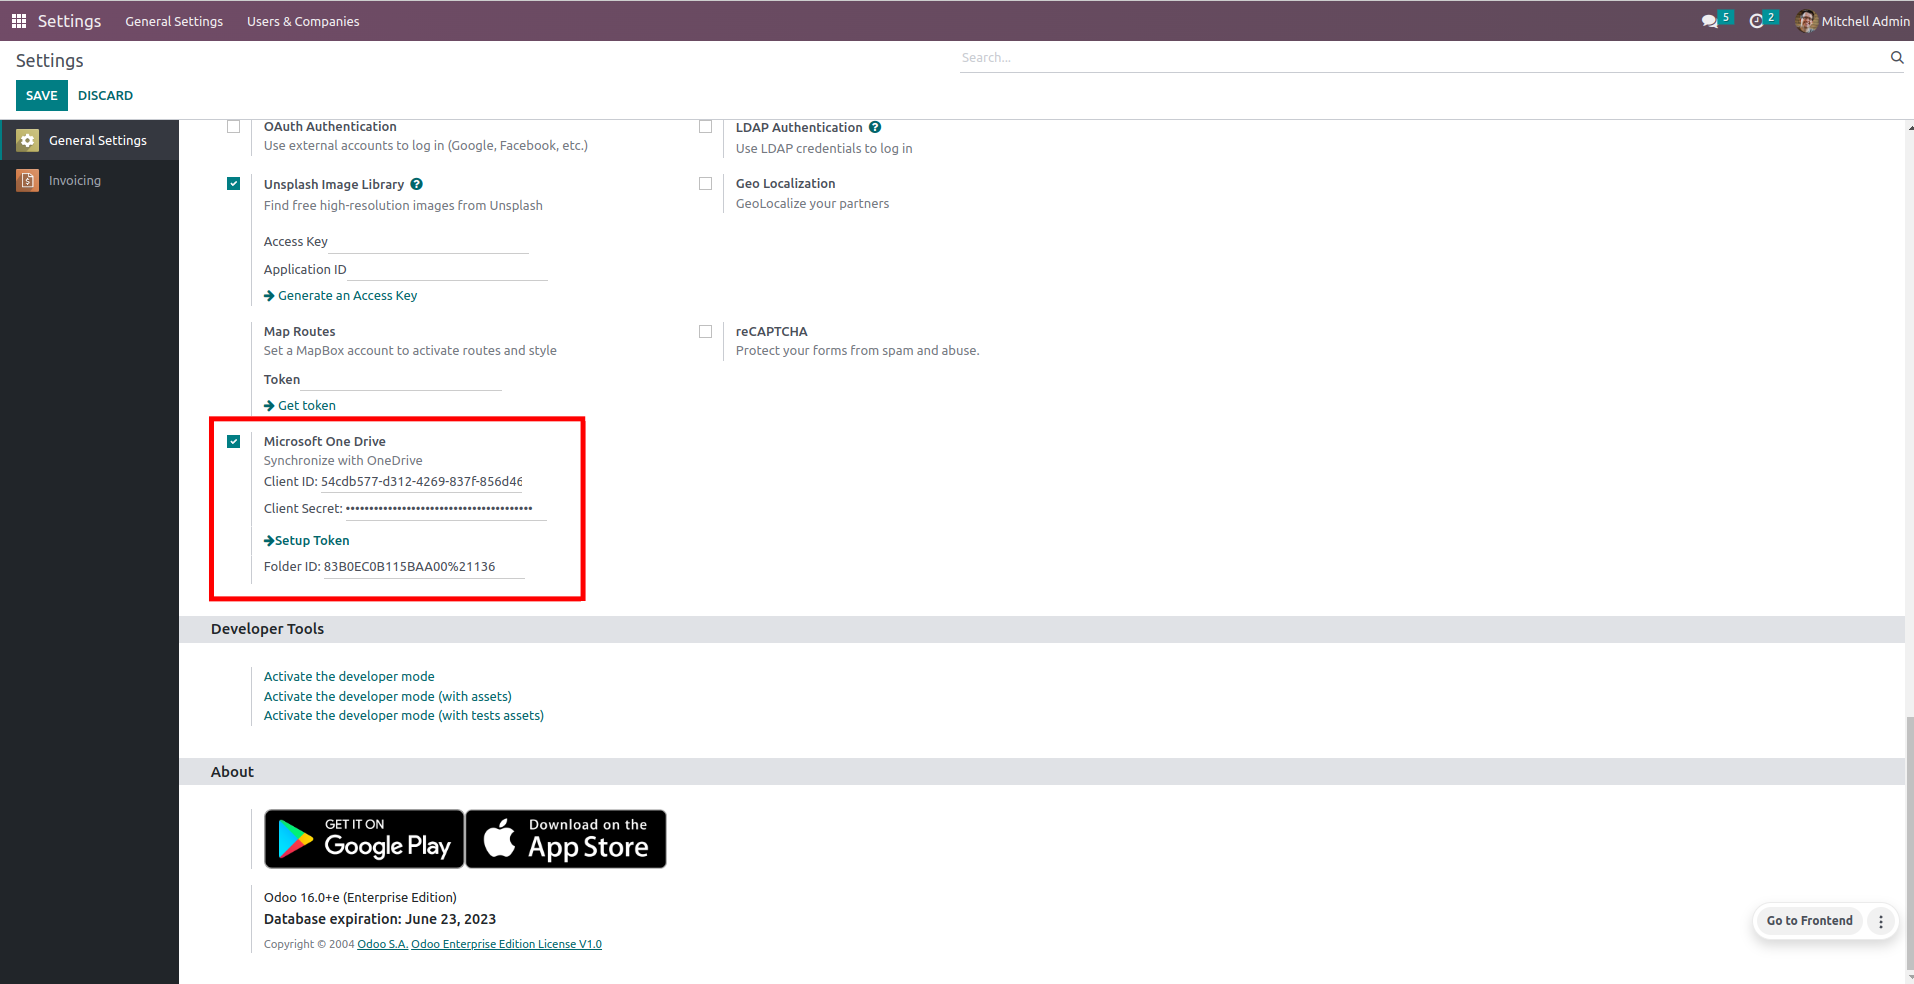 Settings General Settings Users & Companies 5 2 Mitchell Admin
Settings
Search...
SAVE DISCARD
General Settings
Invoicing
OAuth Authentication
Use external accounts to log in (Google, Facebook, etc.)
LDAP Authentication ?
Use LDAP credentials to log in
Unsplash Image Library ?
Find free high-resolution images from Unsplash
Access Key
Application ID
Generate an Access Key
Geo Localization
GeoLocalize your partners
Map Routes
Set a MapBox account to activate routes and style
Token
Get token
reCAPTCHA
Protect your forms from spam and abuse.
Microsoft One Drive
Synchronize with OneDrive
Client ID: 54cdb577-d312-4269-837f-856d46
Client Secret: ••••••••••••••••••••••••••••••••••••••••
Setup Token
Folder ID: 83B0EC0B115BAA00%21136
Developer Tools
Activate the developer mode
Activate the developer mode (with assets)
Activate the developer mode (with tests assets)
About
GET IT ON
Google Play
Download on the
App Store
Odoo 16.0+e (Enterprise Edition)
Database expiration: June 23, 2023
Copyright © 2004 Odoo S.A. Odoo Enterprise Edition License V1.0
Go to Frontend